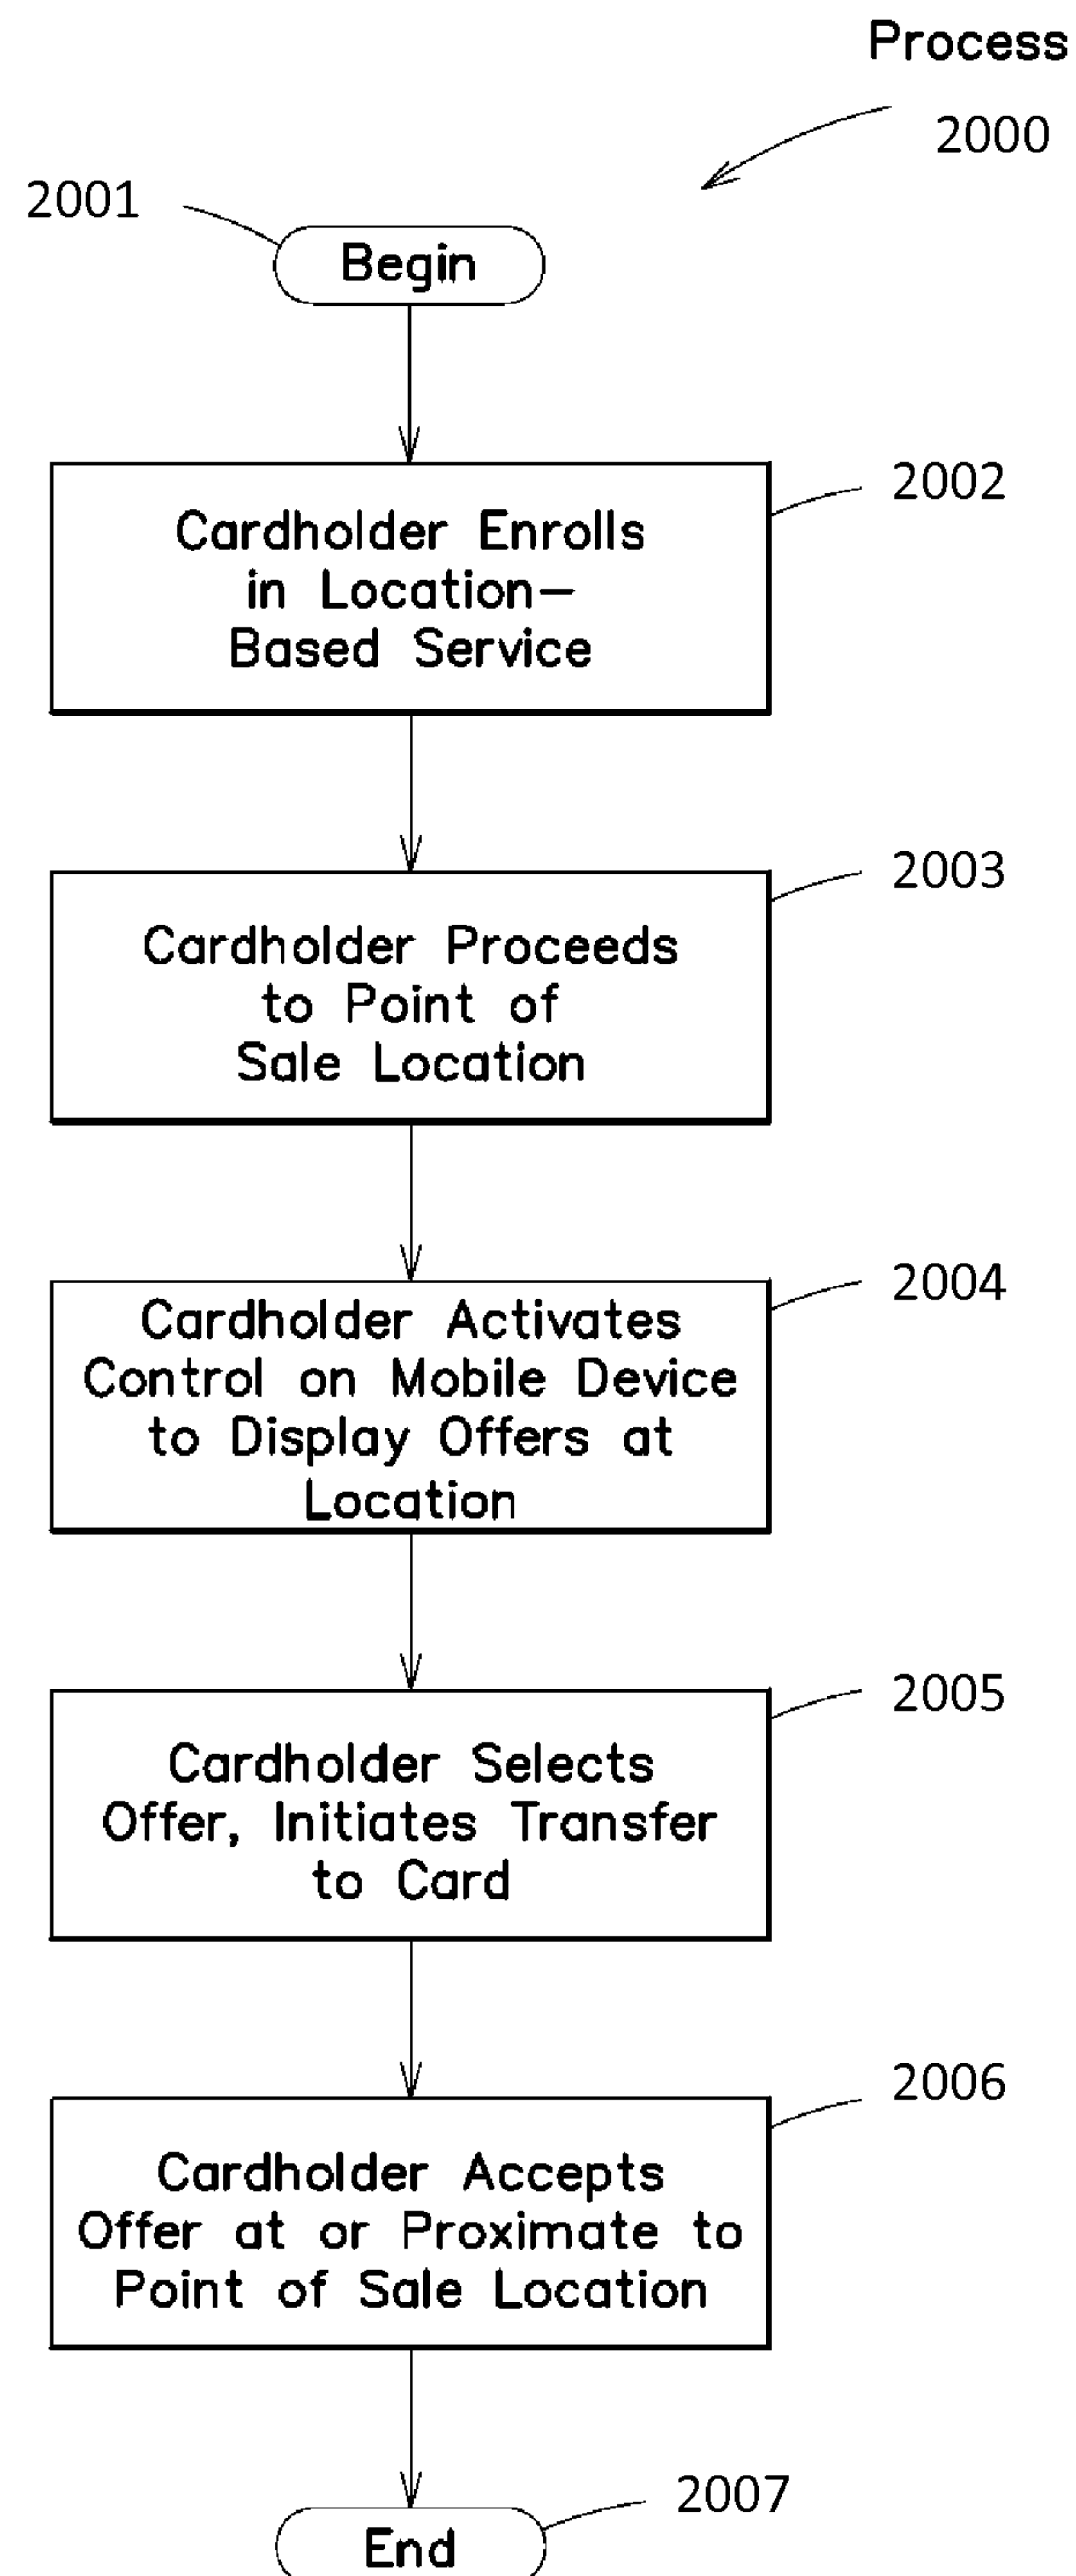 Process
2000
2001
Begin
2002
Cardholder Enrolls
in Location-
Based Service
2003
Cardholder Proceeds
to Point of
Sale Location
2004
Cardholder Activates
Control on Mobile Device
to Display Offers at
Location
2005
Cardholder Selects
Offer, Initiates Transfer
to Card
2006
Cardholder Accepts
Offer at or Proximate to
Point of Sale Location
2007
End